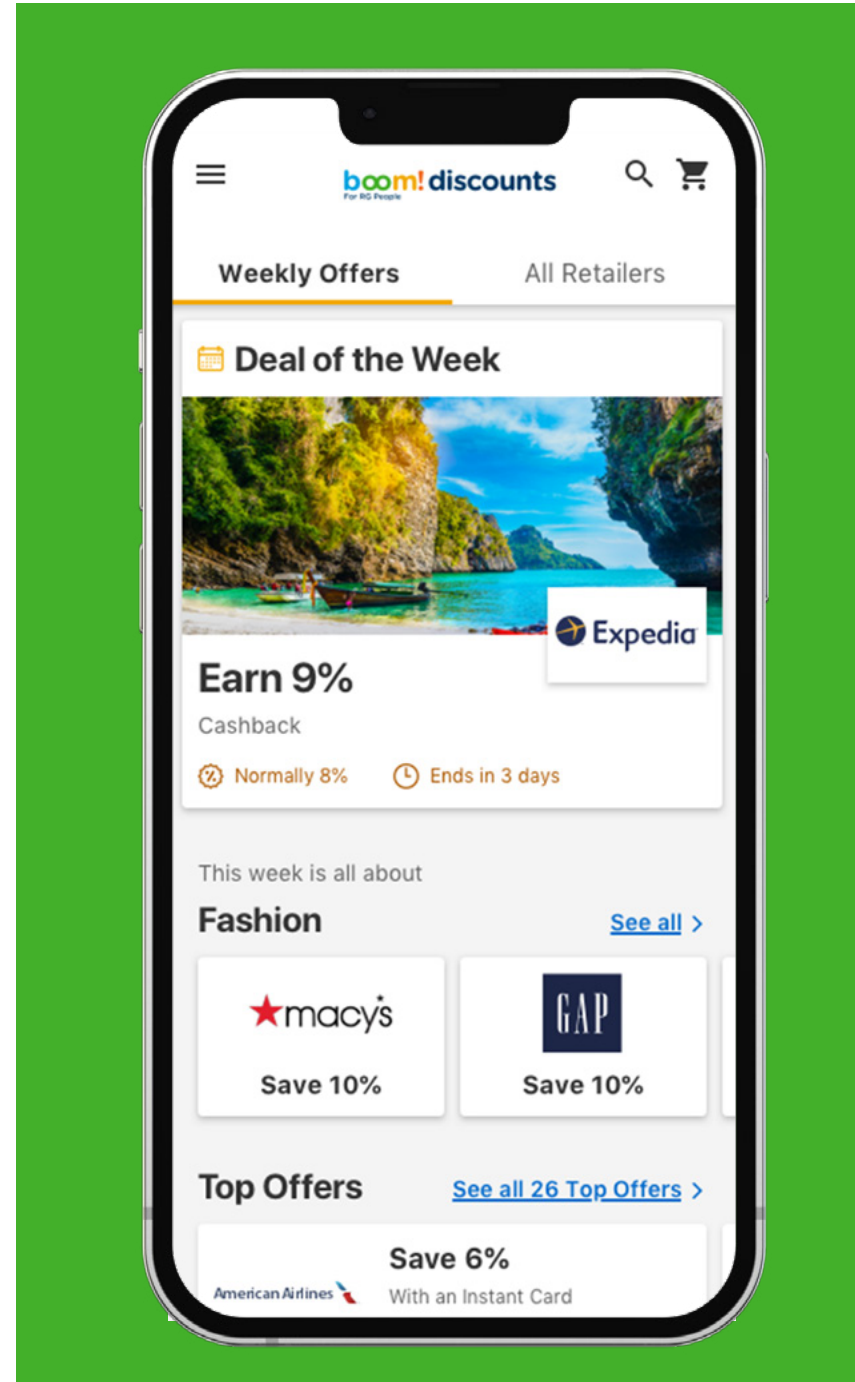 boom! discounts
For RG People
Weekly Offers
All Retailers
Deal of the Week
Expedia
Earn 9%
Cashback
Normally 8%
Ends in 3 days
This week is all about
Fashion
See all >
macy's
GAP
Save 10%
Save 10%
Top Offers
See all 26 Top Offers >
Save 6%
American Airlines
With an Instant Card